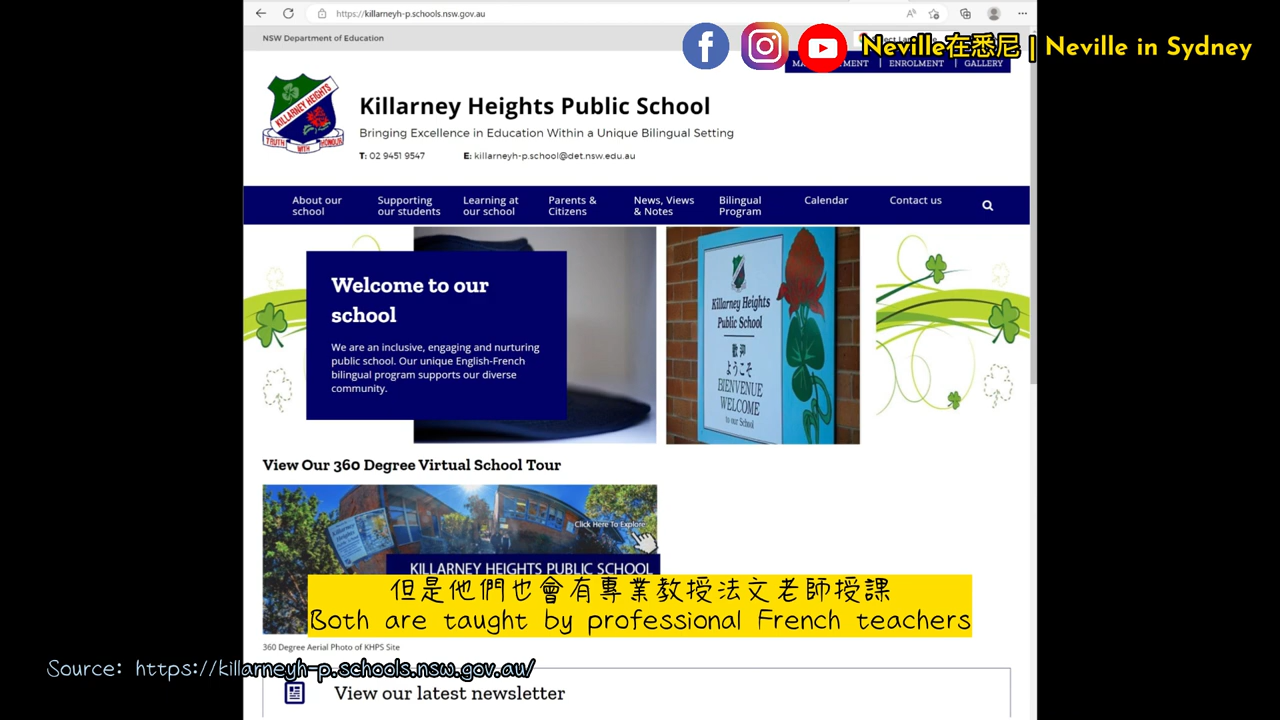 https://killarneyh-p.schools.nsw.gov.au
NSW Department of Education
Neville在悉尼 | Neville in Sydney
ENROLMENT | GALLERY
KILLARNEY HEIGHTS
TRUTH WITH HONOUR
Killarney Heights Public School
Bringing Excellence in Education Within a Unique Bilingual Setting
T: 02 9451 9547 E: killarneyh-p.school@det.nsw.edu.au
About our school
Supporting our students
Learning at our school
Parents & Citizens
News, Views & Notes
Bilingual Program
Calendar
Contact us
Welcome to our
school
We are an inclusive, engaging and nurturing
public school. Our unique English-French
bilingual program supports our diverse
community.
Killarney Heights
Public School
歡迎
ようこそ
BIENVENUE
WELCOME
to our School
View Our 360 Degree Virtual School Tour
Click Here To Explore
KILLARNEY HEIGHTS PUBLIC SCHOOL
但是他們也會有專業教授法文老師授課
Both are taught by professional French teachers
360 Degree Aerial Photo of KHPS Site
Source: https://killarneyh-p.schools.nsw.gov.au/
View our latest newsletter